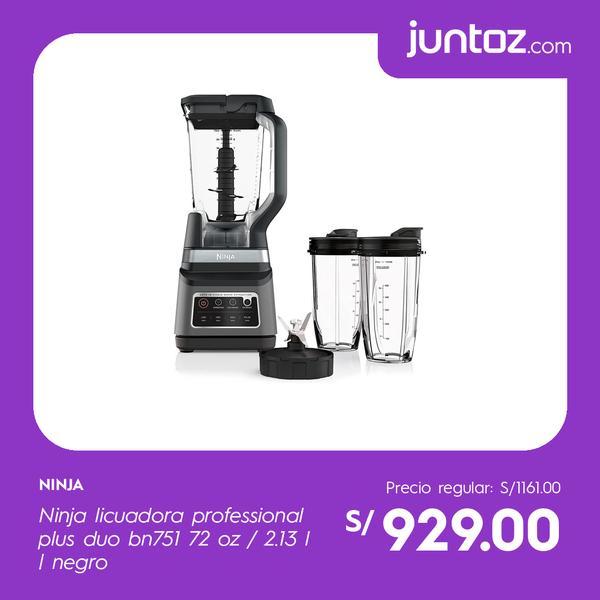 juntoz.com
NINJA
NINJA
Precio regular: S/1161.00
Ninja licuadora professional
plus duo bn751 72 oz / 2.13 l
l negro
S/ 929.00